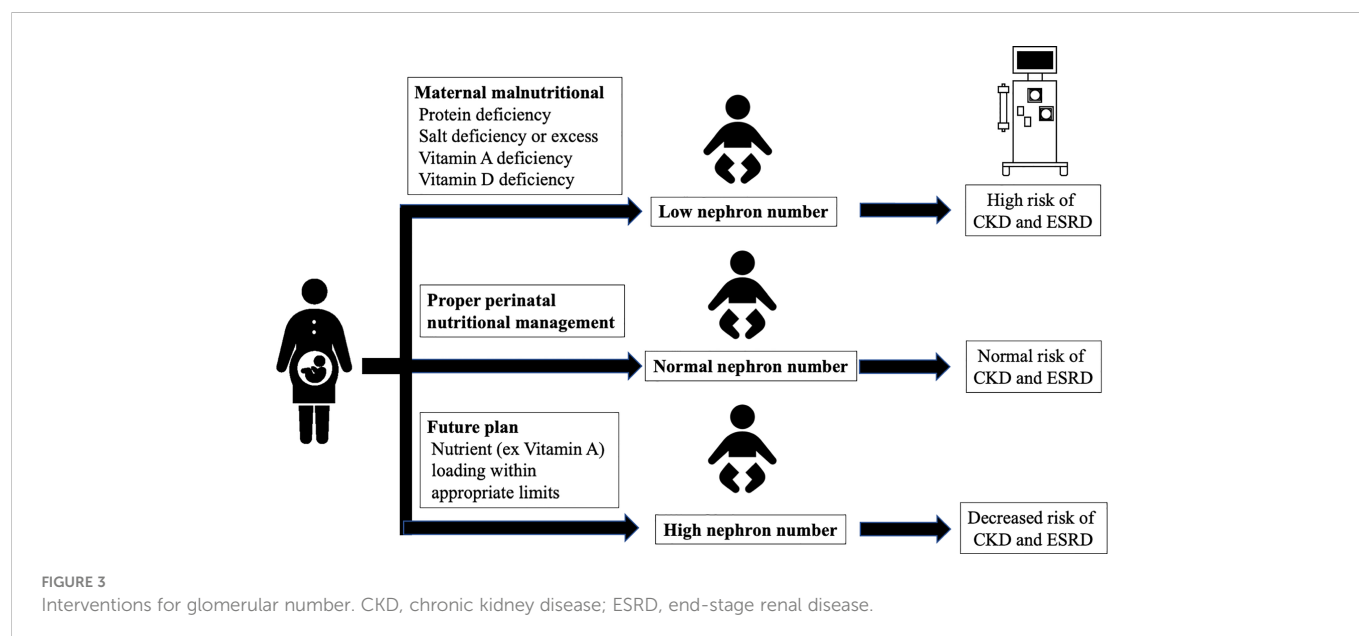 Maternal malnutritional
Protein deficiency
Salt deficiency or excess
Vitamin A deficiency
Vitamin D deficiency
Low nephron number
High risk of
CKD and ESRD
Proper perinatal
nutritional management
Normal nephron number
Normal risk of
CKD and ESRD
Future plan
Nutrient (ex Vitamin A)
loading within
appropriate limits
High nephron number
Decreased risk of
CKD and ESRD
FIGURE 3
Interventions for glomerular number. CKD, chronic kidney disease; ESRD, end-stage renal disease.